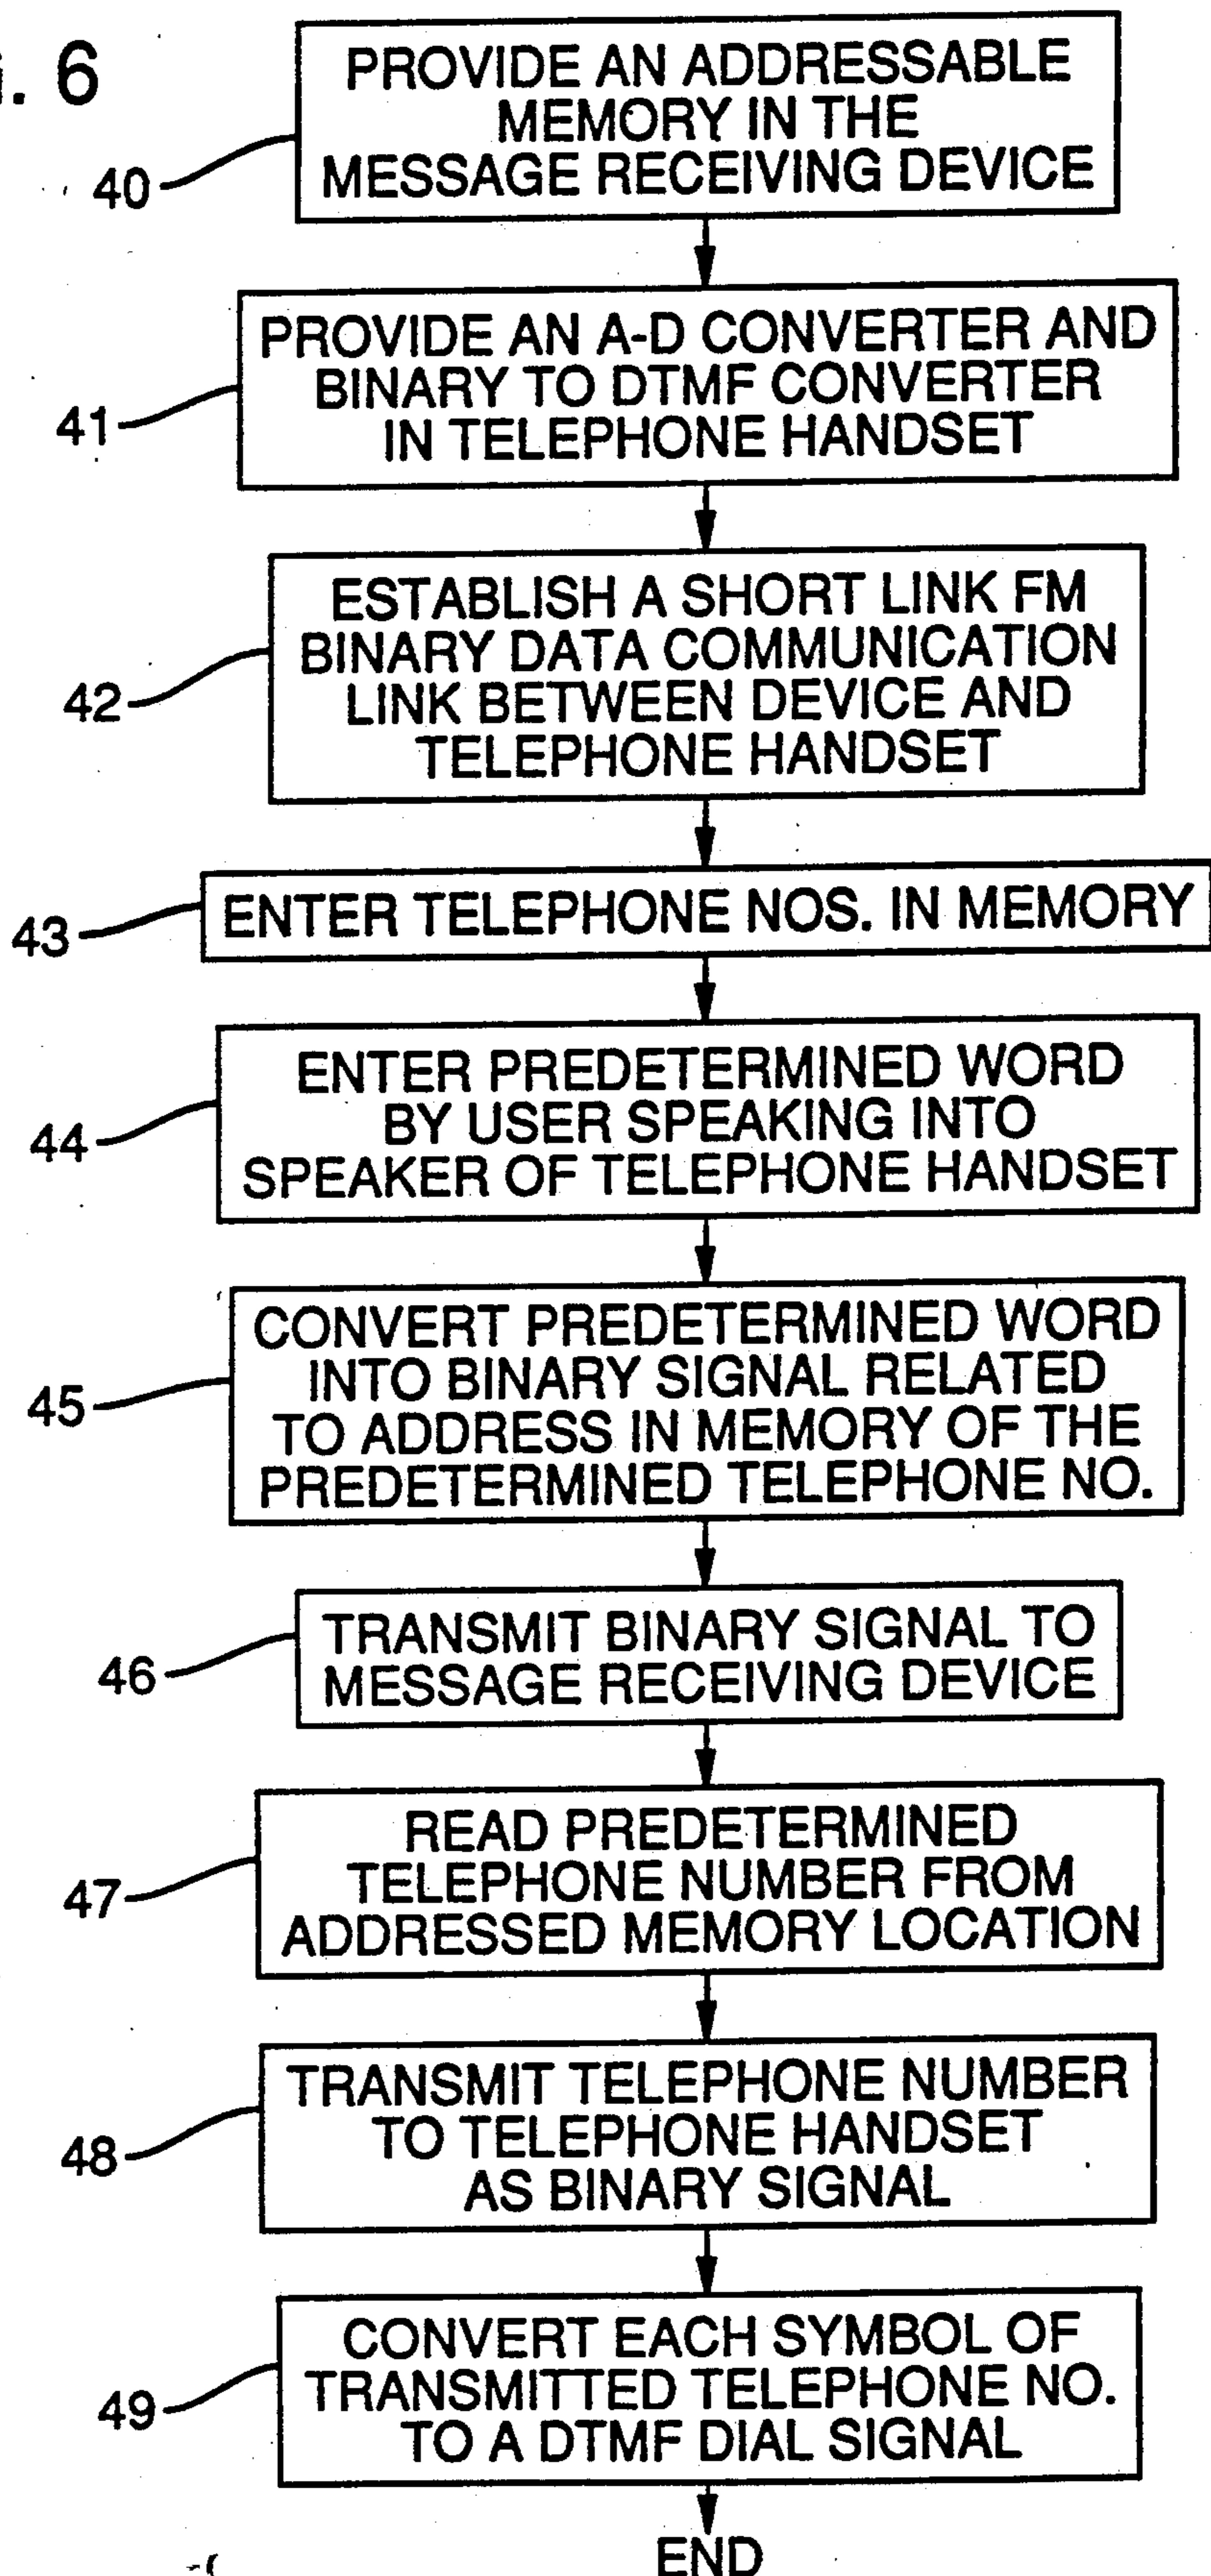 . 6
PROVIDE AN ADDRESSABLE
MEMORY IN THE
MESSAGE RECEIVING DEVICE
40
PROVIDE AN A-D CONVERTER AND
BINARY TO DTMF CONVERTER
IN TELEPHONE HANDSET
41
ESTABLISH A SHORT LINK FM
BINARY DATA COMMUNICATION
LINK BETWEEN DEVICE AND
TELEPHONE HANDSET
42
ENTER TELEPHONE NOS. IN MEMORY
43
ENTER PREDETERMINED WORD
BY USER SPEAKING INTO
SPEAKER OF TELEPHONE HANDSET
44
CONVERT PREDETERMINED WORD
INTO BINARY SIGNAL RELATED
TO ADDRESS IN MEMORY OF THE
PREDETERMINED TELEPHONE NO.
45
TRANSMIT BINARY SIGNAL TO
MESSAGE RECEIVING DEVICE
46
READ PREDETERMINED
TELEPHONE NUMBER FROM
ADDRESSED MEMORY LOCATION
47
TRANSMIT TELEPHONE NUMBER
TO TELEPHONE HANDSET
AS BINARY SIGNAL
48
CONVERT EACH SYMBOL OF
TRANSMITTED TELEPHONE NO.
TO A DTMF DIAL SIGNAL
49
END